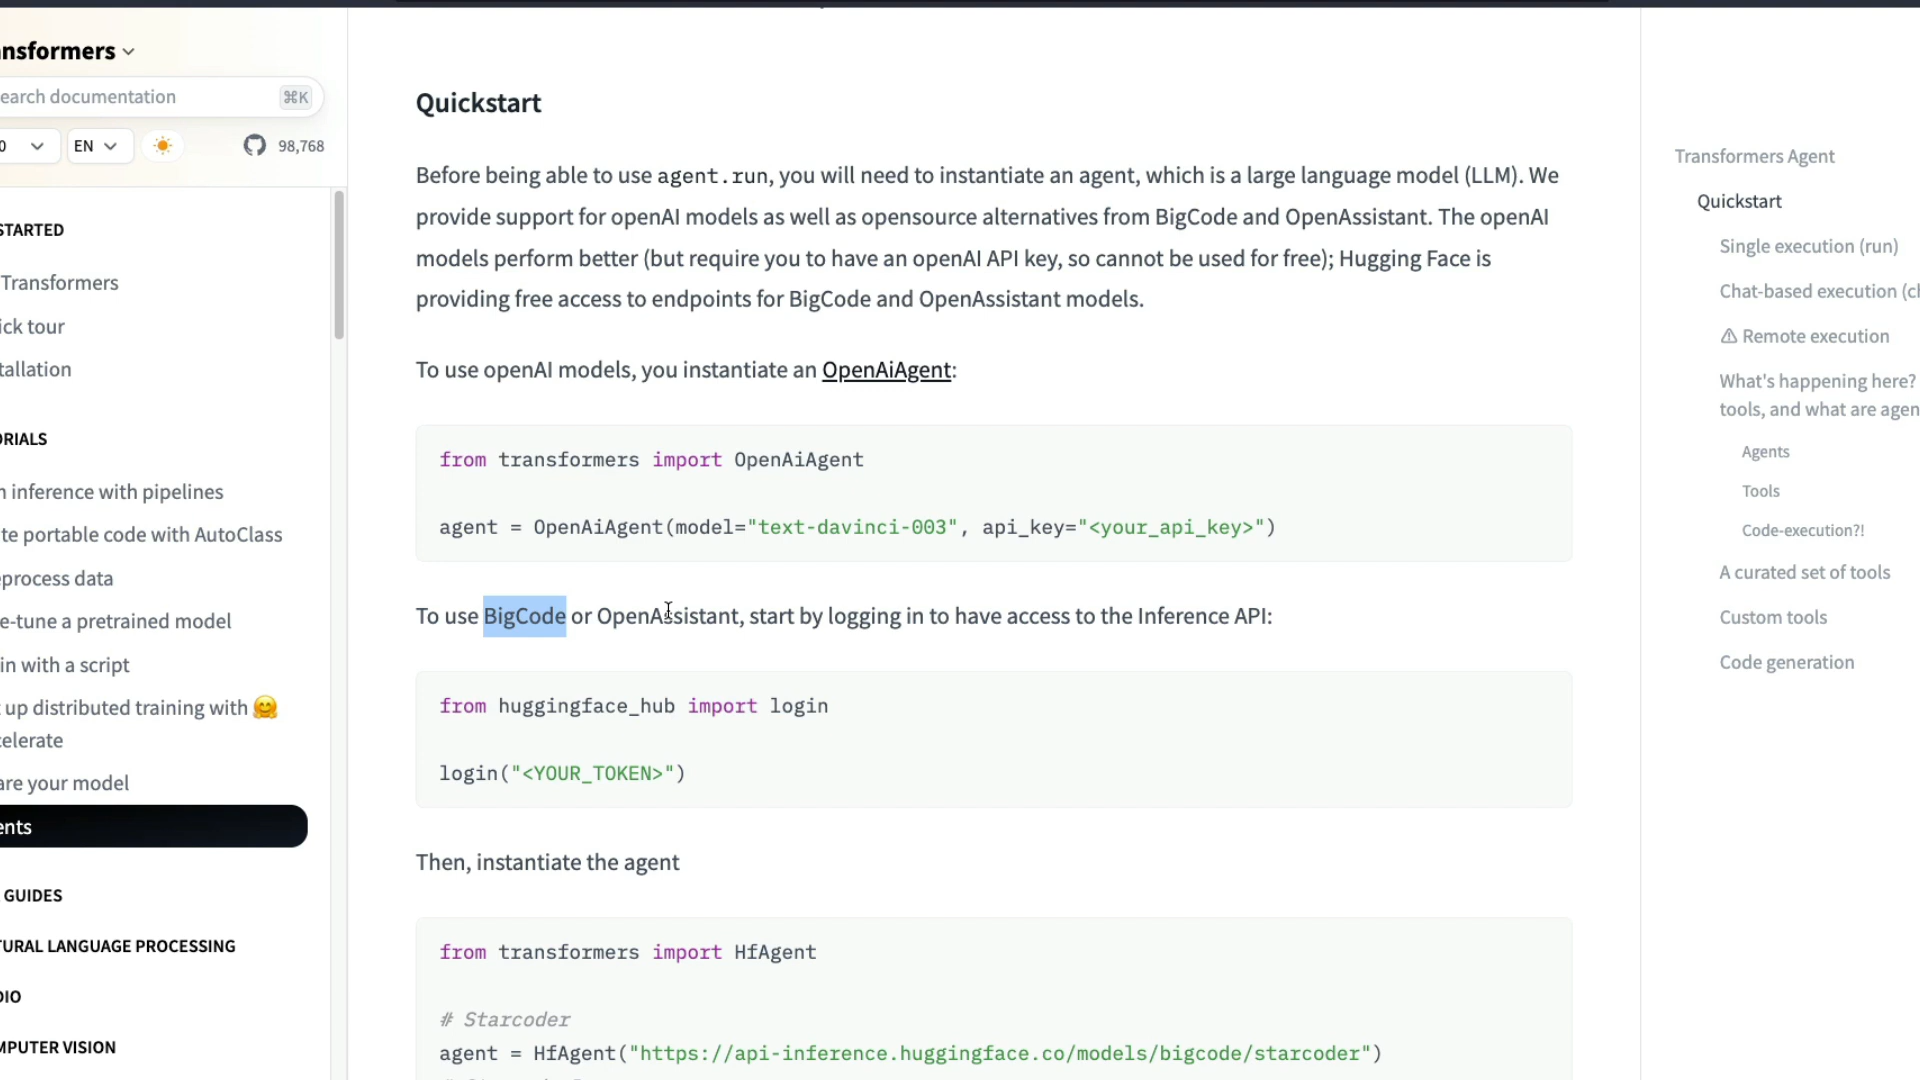 nsformers
earch documentation
⌘K
0
EN
98,768
STARTED
Transformers
ick tour
tallation
ORIALS
n inference with pipelines
te portable code with AutoClass
eprocess data
e-tune a pretrained model
in with a script
up distributed training with 🤗
celerate
are your model
ents
GUIDES
TURAL LANGUAGE PROCESSING
DIO
MPUTER VISION
Quickstart
Before being able to use agent.run, you will need to instantiate an agent, which is a large language model (LLM). We
provide support for openAI models as well as opensource alternatives from BigCode and OpenAssistant. The openAI
models perform better (but require you to have an openAI API key, so cannot be used for free); Hugging Face is
providing free access to endpoints for BigCode and OpenAssistant models.
To use openAI models, you instantiate an OpenAiAgent:
from transformers import OpenAiAgent
agent = OpenAiAgent(model="text-davinci-003", api_key="<your_api_key>")
To use BigCode or OpenAssistant, start by logging in to have access to the Inference API:
from huggingface_hub import login
login("<YOUR_TOKEN>")
Then, instantiate the agent
from transformers import HfAgent
# Starcoder
agent = HfAgent("https://api-inference.huggingface.co/models/bigcode/starcoder")
Transformers Agent
Quickstart
Single execution (run)
Chat-based execution (ch
⚠ Remote execution
What's happening here?
tools, and what are agen
Agents
Tools
Code-execution?!
A curated set of tools
Custom tools
Code generation